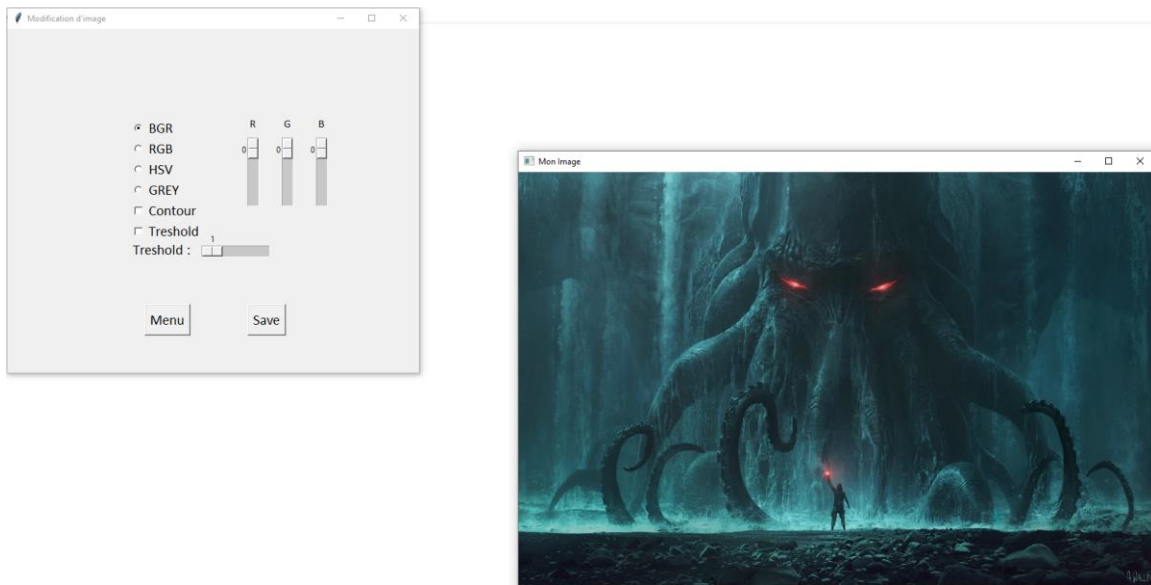 Modification d'image
R G B
BGR
0 0 0
RGB
HSV
GREY
Contour
Treshold
1
Treshold :
Menu Save
Mon Image